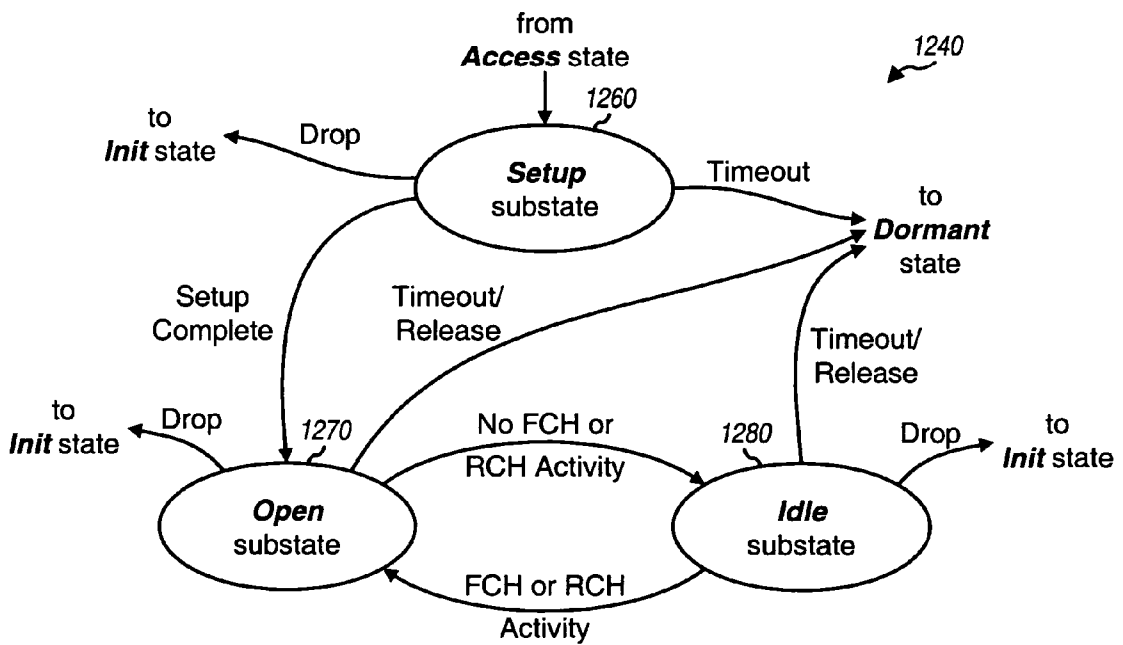 from
Access state
1240
1260
to
Init state
Drop
Setup
substate
Timeout
to
Dormant
state
Setup
Complete
Timeout/
Release
Timeout/
Release
to
Init state
Drop
1270
No FCH or
RCH Activity
1280
Drop
to
Init state
Open
substate
Idle
substate
FCH or RCH
Activity